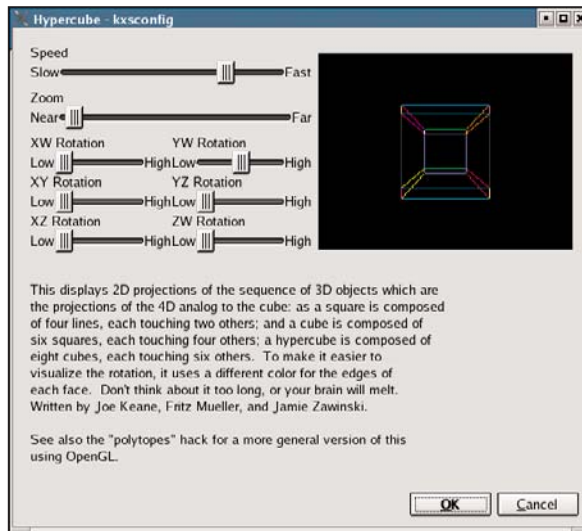 Hypercube - kxsconfig
Speed
Slow Fast
Zoom
Near Far
XW Rotation YW Rotation
Low High Low High
XY Rotation YZ Rotation
Low High Low High
XZ Rotation ZW Rotation
Low High Low High
This displays 2D projections of the sequence of 3D objects which are
the projections of the 4D analog to the cube: as a square is composed
of four lines, each touching two others; and a cube is composed of
six squares, each touching four others; a hypercube is composed of
eight cubes, each touching six others. To make it easier to
visualize the rotation, it uses a different color for the edges of
each face. Don't think about it too long, or your brain will melt.
Written by Joe Keane, Fritz Mueller, and Jamie Zawinski.
See also the "polytopes" hack for a more general version of this
using OpenGL.
OK Cancel